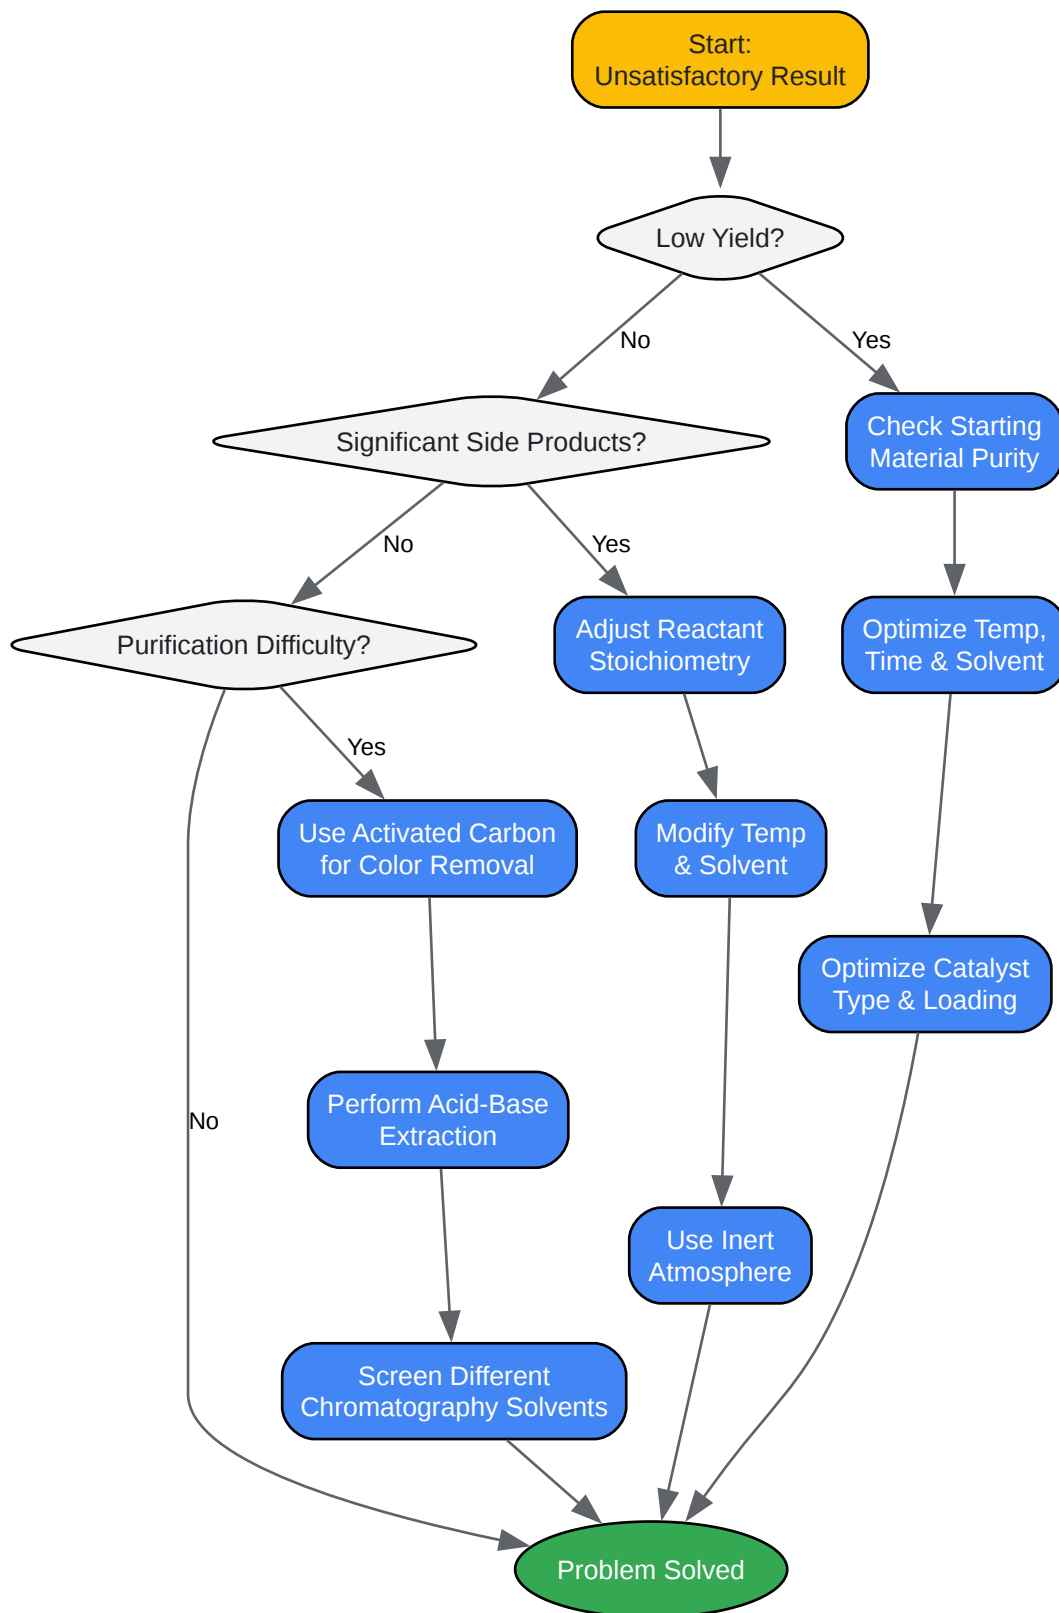 Start:
Unsatisfactory Result
Low Yield?
No
Yes
Significant Side Products?
Check Starting
Material Purity
No
Yes
Purification Difficulty?
Adjust Reactant
Stoichiometry
Optimize Temp,
Time & Solvent
Yes
Use Activated Carbon
for Color Removal
Modify Temp
& Solvent
Optimize Catalyst
Type & Loading
No
Perform Acid-Base
Extraction
Use Inert
Atmosphere
Screen Different
Chromatography Solvents
Problem Solved